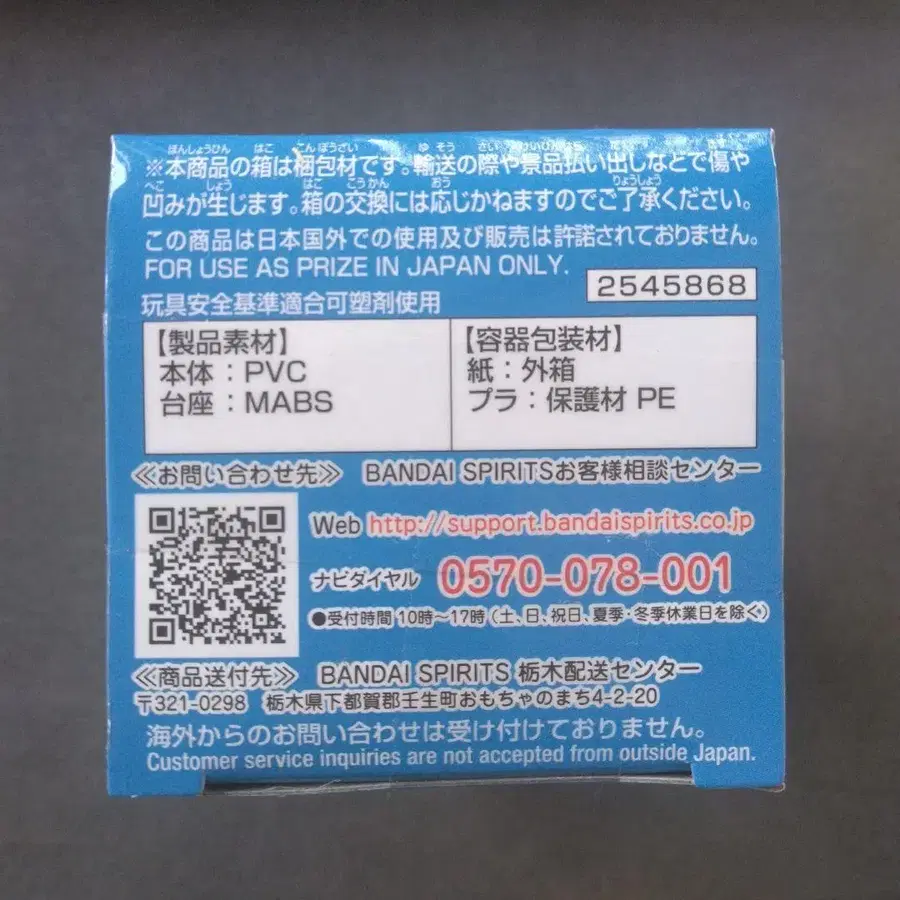 ※本商品の箱は梱包材です。輸送の際や景品払い出しなどで傷や
凹みが生じます。箱の交換には応じかねますのでご了承ください。
この商品は日本国外での使用及び販売は許諾されておりません。
FOR USE AS PRIZE IN JAPAN ONLY.
2545868
玩具安全基準適合可塑剤使用
【製品素材】
本体：PVC
台座：MABS
【容器包装材】
紙：外箱
プラ：保護材 PE
≪お問い合わせ先≫ BANDAI SPIRITSお客様相談センター
Web http://support.bandaispirits.co.jp
ナビダイヤル 0570-078-001
●受付時間 10時〜17時（土、日、祝日、夏季・冬季休業日を除く）
≪商品送付先≫ BANDAI SPIRITS 栃木配送センター
〒321-0298 栃木県下都賀郡壬生町おもちゃのまち4-2-20
海外からのお問い合わせは受け付けておりません。
Customer service inquiries are not accepted from outside Japan.